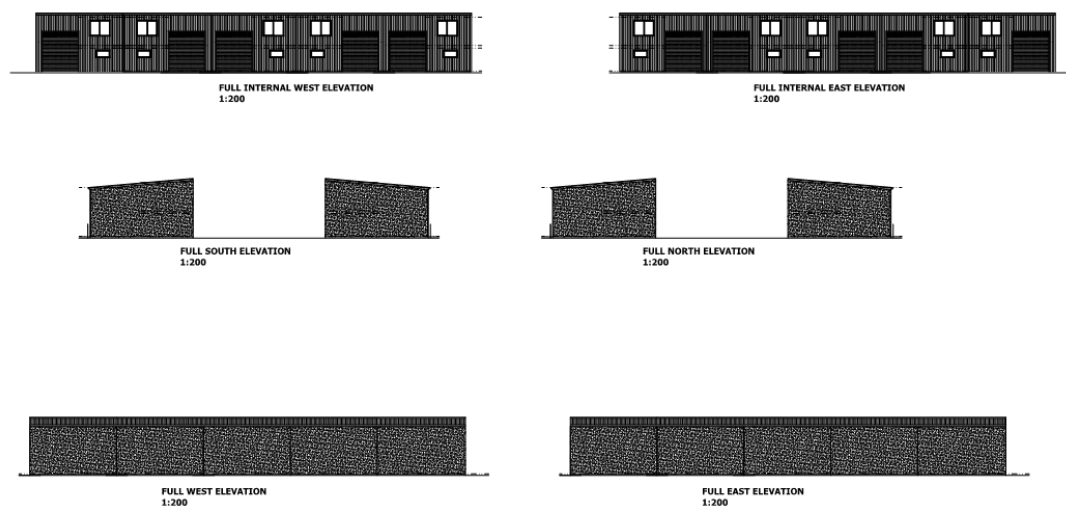 FULL INTERNAL WEST ELEVATION
1:200
FULL INTERNAL EAST ELEVATION
1:200
FULL SOUTH ELEVATION
1:200
FULL NORTH ELEVATION
1:200
FULL WEST ELEVATION
1:200
FULL EAST ELEVATION
1:200